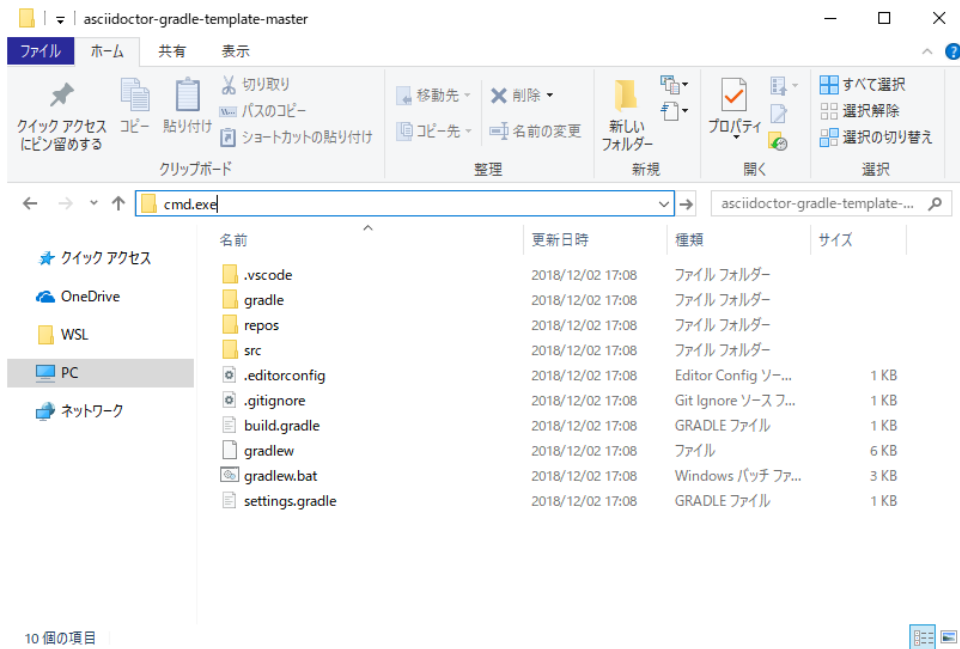 asciidoctor-gradle-template-master
ファイル ホーム 共有 表示
クイック アクセス
にピン留めする
コピー
貼り付け
切り取り
パスのコピー
ショートカットの貼り付け
クリップボード
移動先
コピー先
削除
名前の変更
整理
新しい
フォルダー
新規
プロパティ
開く
すべて選択
選択解除
選択の切り替え
選択
cmd.exe
asciidoctor-gradle-template-...
クイック アクセス
OneDrive
WSL
PC
ネットワーク
名前 更新日時 種類 サイズ
.vscode 2018/12/02 17:08 ファイル フォルダー
gradle 2018/12/02 17:08 ファイル フォルダー
repos 2018/12/02 17:08 ファイル フォルダー
src 2018/12/02 17:08 ファイル フォルダー
.editorconfig 2018/12/02 17:08 Editor Config ソー... 1 KB
.gitignore 2018/12/02 17:08 Git Ignore ソース フ... 1 KB
build.gradle 2018/12/02 17:08 GRADLE ファイル 1 KB
gradlew 2018/12/02 17:08 ファイル 6 KB
gradlew.bat 2018/12/02 17:08 Windows バッチ ファ... 3 KB
settings.gradle 2018/12/02 17:08 GRADLE ファイル 1 KB
10 個の項目